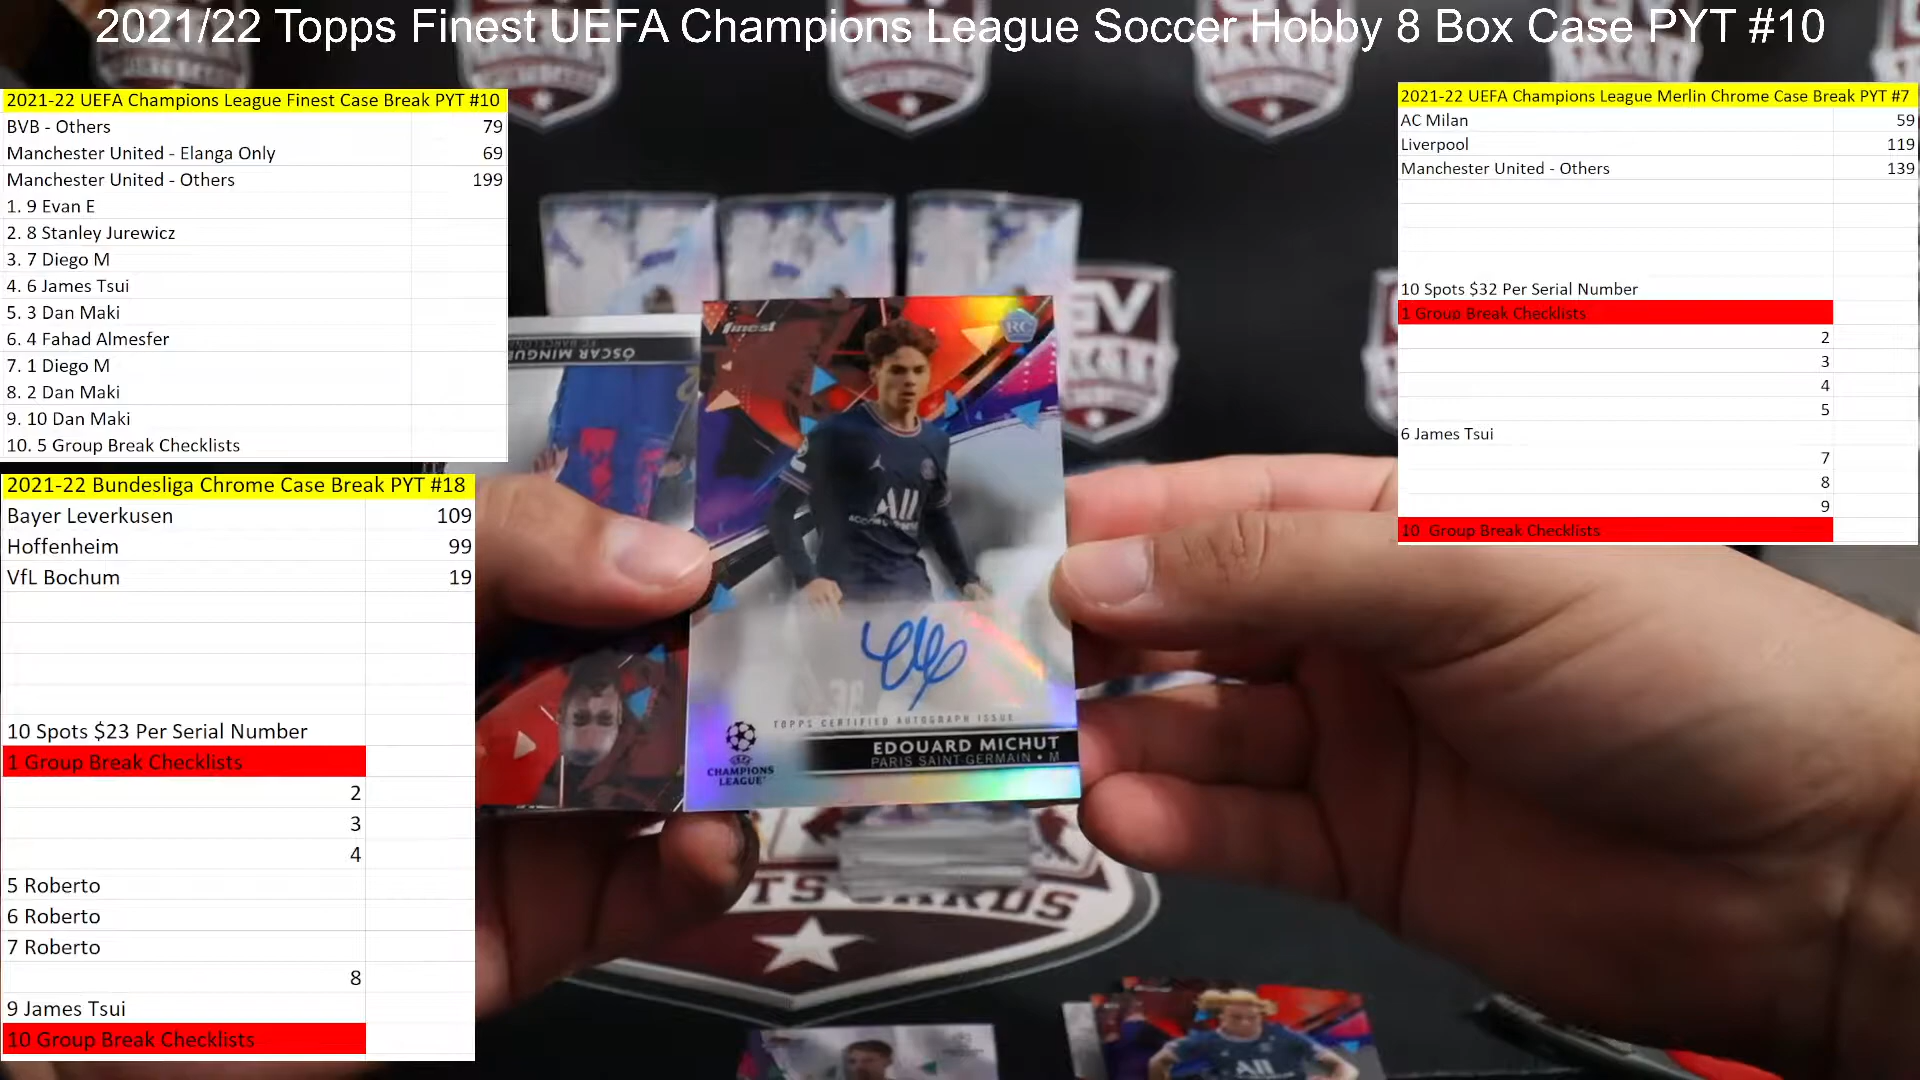 2021/22 Topps Finest UEFA Champions League Soccer Hobby 8 Box Case PYT #10
2021-22 UEFA Champions League Finest Case Break PYT #10
BVB - Others 79
Manchester United - Elanga Only 69
Manchester United - Others 199
1. 9 Evan E
2. 8 Stanley Jurewicz
3. 7 Diego M
4. 6 James Tsui
5. 3 Dan Maki
6. 4 Fahad Almesfer
7. 1 Diego M
8. 2 Dan Maki
9. 10 Dan Maki
10. 5 Group Break Checklists
2021-22 Bundesliga Chrome Case Break PYT #18
Bayer Leverkusen 109
Hoffenheim 99
VfL Bochum 19
10 Spots $23 Per Serial Number
1 Group Break Checklists
2
3
4
5 Roberto
6 Roberto
7 Roberto
8
9 James Tsui
10 Group Break Checklists
2021-22 UEFA Champions League Merlin Chrome Case Break PYT #7
AC Milan 59
Liverpool 119
Manchester United - Others 139
10 Spots $32 Per Serial Number
1 Group Break Checklists
2
3
4
5
6 James Tsui
7
8
9
10 Group Break Checklists
finest
RC
TOPPS CERTIFIED AUTOGRAPH ISSUE
EDOUARD MICHUT
PARIS SAINT-GERMAIN • M
CHAMPIONS
LEAGUE